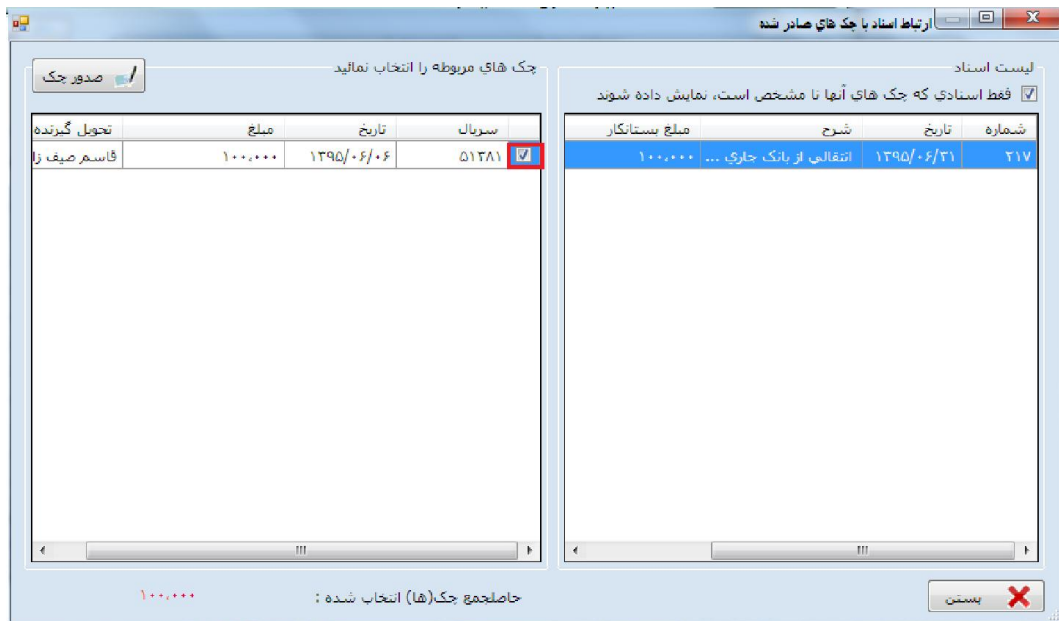 ارتباط اسناد با چک های صادر شده
لیست اسناد
فقط اسنادی که چک های آنها نا مشخص است، نمایش داده شوند
شماره تاریخ شرح مبلغ بستانکار
۲۱۷ ۱۳۹۵/۰۶/۳۱ انتقالی از بانک جاری ... ۱۰۰,۰۰۰
بستن
چک های مربوطه را انتخاب نمائید
صدور چک
سریال تاریخ مبلغ تحویل گیرنده
۵۱۳۸۱ ۱۳۹۵/۰۶/۰۶ ۱۰۰,۰۰۰ قاسم صیف زا
حاصلجمع چک(ها) انتخاب شده : ۱۰۰,۰۰۰